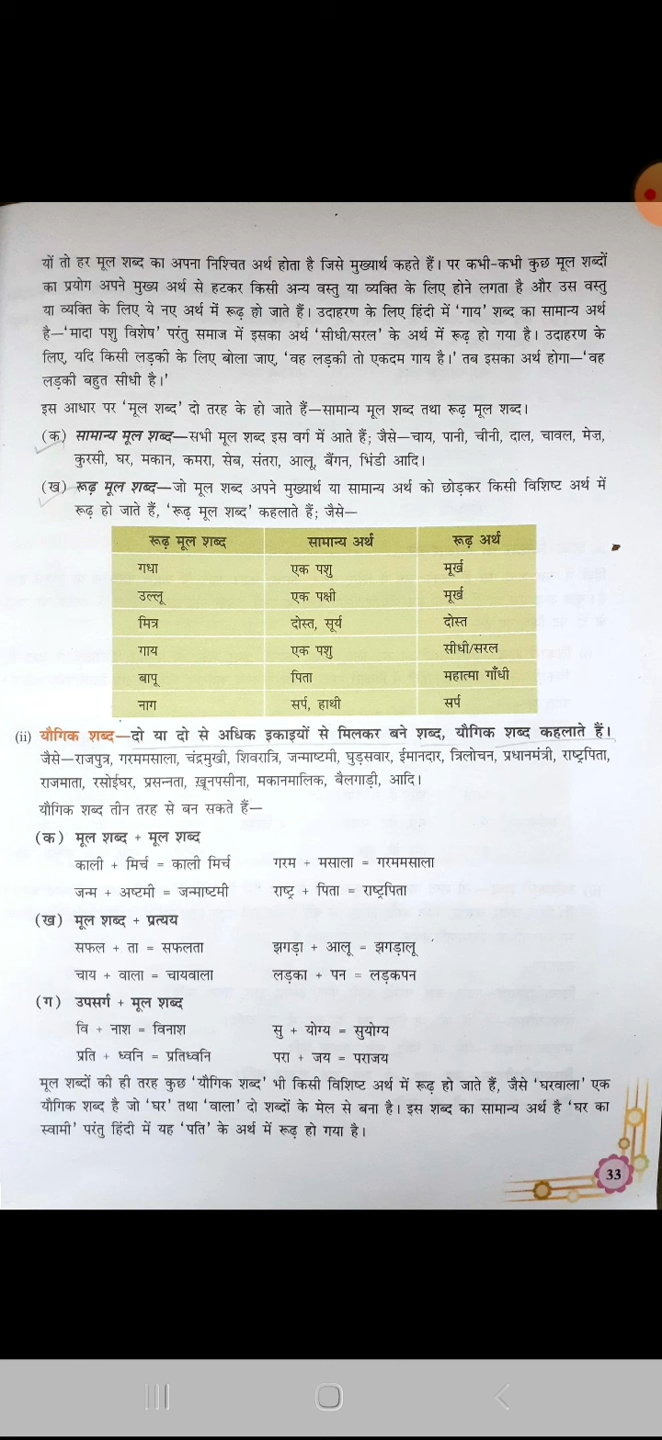 यों तो हर मूल शब्द का अपना निश्चित अर्थ होता है जिसे मुख्यार्थ कहते हैं। पर कभी-कभी कुछ मूल शब्दों
का प्रयोग अपने मुख्य अर्थ से हटकर किसी अन्य वस्तु या व्यक्ति के लिए होने लगता है और उस वस्तु
या व्यक्ति के लिए ये नए अर्थ में रूढ़ हो जाते हैं। उदाहरण के लिए हिंदी में 'गाय' शब्द का सामान्य अर्थ
है—'मादा पशु विशेष' परंतु समाज में इसका अर्थ 'सीधी/सरल' के अर्थ में रूढ़ हो गया है। उदाहरण के
लिए, यदि किसी लड़की के लिए बोला जाए, 'वह लड़की तो एकदम गाय है।' तब इसका अर्थ होगा—'वह
लड़की बहुत सीधी है।'
इस आधार पर 'मूल शब्द' दो तरह के हो जाते हैं—सामान्य मूल शब्द तथा रूढ़ मूल शब्द।
(क) सामान्य मूल शब्द—सभी मूल शब्द इस वर्ग में आते हैं; जैसे—चाय, पानी, चीनी, दाल, चावल, मेज़,
कुरसी, घर, मकान, कमरा, सेब, संतरा, आलू, बैंगन, भिंडी आदि।
(ख) रूढ़ मूल शब्द—जो मूल शब्द अपने मुख्यार्थ या सामान्य अर्थ को छोड़कर किसी विशिष्ट अर्थ में
रूढ़ हो जाते हैं, 'रूढ़ मूल शब्द' कहलाते हैं; जैसे—
रूढ़ मूल शब्द सामान्य अर्थ रूढ़ अर्थ
गधा एक पशु मूर्ख
उल्लू एक पक्षी मूर्ख
मित्र दोस्त, सूर्य दोस्त
गाय एक पशु सीधी/सरल
बापू पिता महात्मा गाँधी
नाग सर्प, हाथी सर्प
(ii) यौगिक शब्द—दो या दो से अधिक इकाइयों से मिलकर बने शब्द, यौगिक शब्द कहलाते हैं।
जैसे—राजपुत्र, गरममसाला, चंद्रमुखी, शिवरात्रि, जन्माष्टमी, घुड़सवार, ईमानदार, त्रिलोचन, प्रधानमंत्री, राष्ट्रपिता,
राजमाता, रसोईघर, प्रसन्नता, ख़ूनपसीना, मकानमालिक, बैलगाड़ी, आदि।
यौगिक शब्द तीन तरह से बन सकते हैं—
(क) मूल शब्द + मूल शब्द
काली + मिर्च = काली मिर्च गरम + मसाला = गरममसाला
जन्म + अष्टमी = जन्माष्टमी राष्ट्र + पिता = राष्ट्रपिता
(ख) मूल शब्द + प्रत्यय
सफल + ता = सफलता झगड़ा + आलू = झगड़ालू
चाय + वाला = चायवाला लड़का + पन = लड़कपन
(ग) उपसर्ग + मूल शब्द
वि + नाश = विनाश सु + योग्य = सुयोग्य
प्रति + ध्वनि = प्रतिध्वनि परा + जय = पराजय
मूल शब्दों की ही तरह कुछ 'यौगिक शब्द' भी किसी विशिष्ट अर्थ में रूढ़ हो जाते हैं, जैसे 'घरवाला' एक
यौगिक शब्द है जो 'घर' तथा 'वाला' दो शब्दों के मेल से बना है। इस शब्द का सामान्य अर्थ है 'घर का
स्वामी' परंतु हिंदी में यह 'पति' के अर्थ में रूढ़ हो गया है।
33